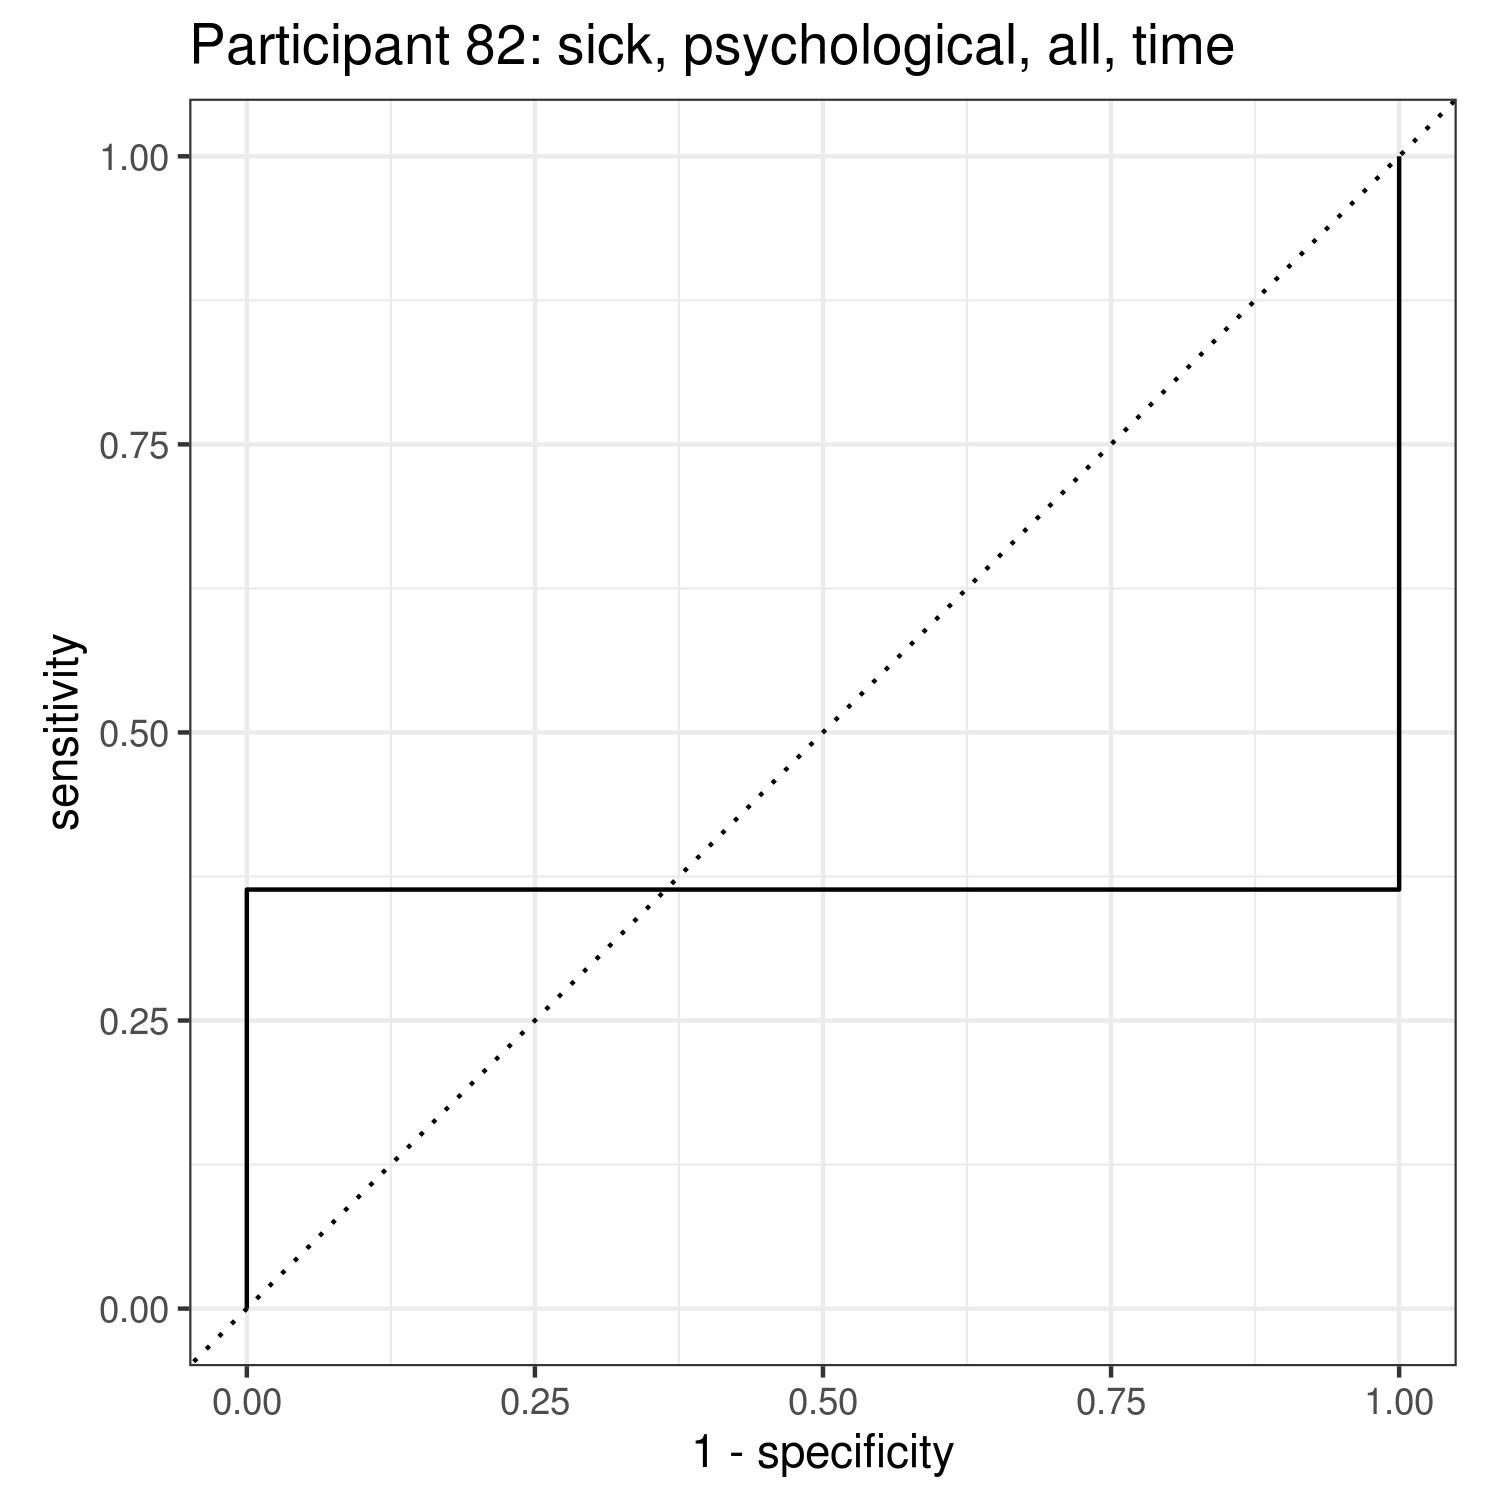 Participant 82: sick, psychological, all, time
1.00
0.75
0.50
0.25
0.00
sensitivity
0.00 0.25 0.50 0.75 1.00
1 - specificity